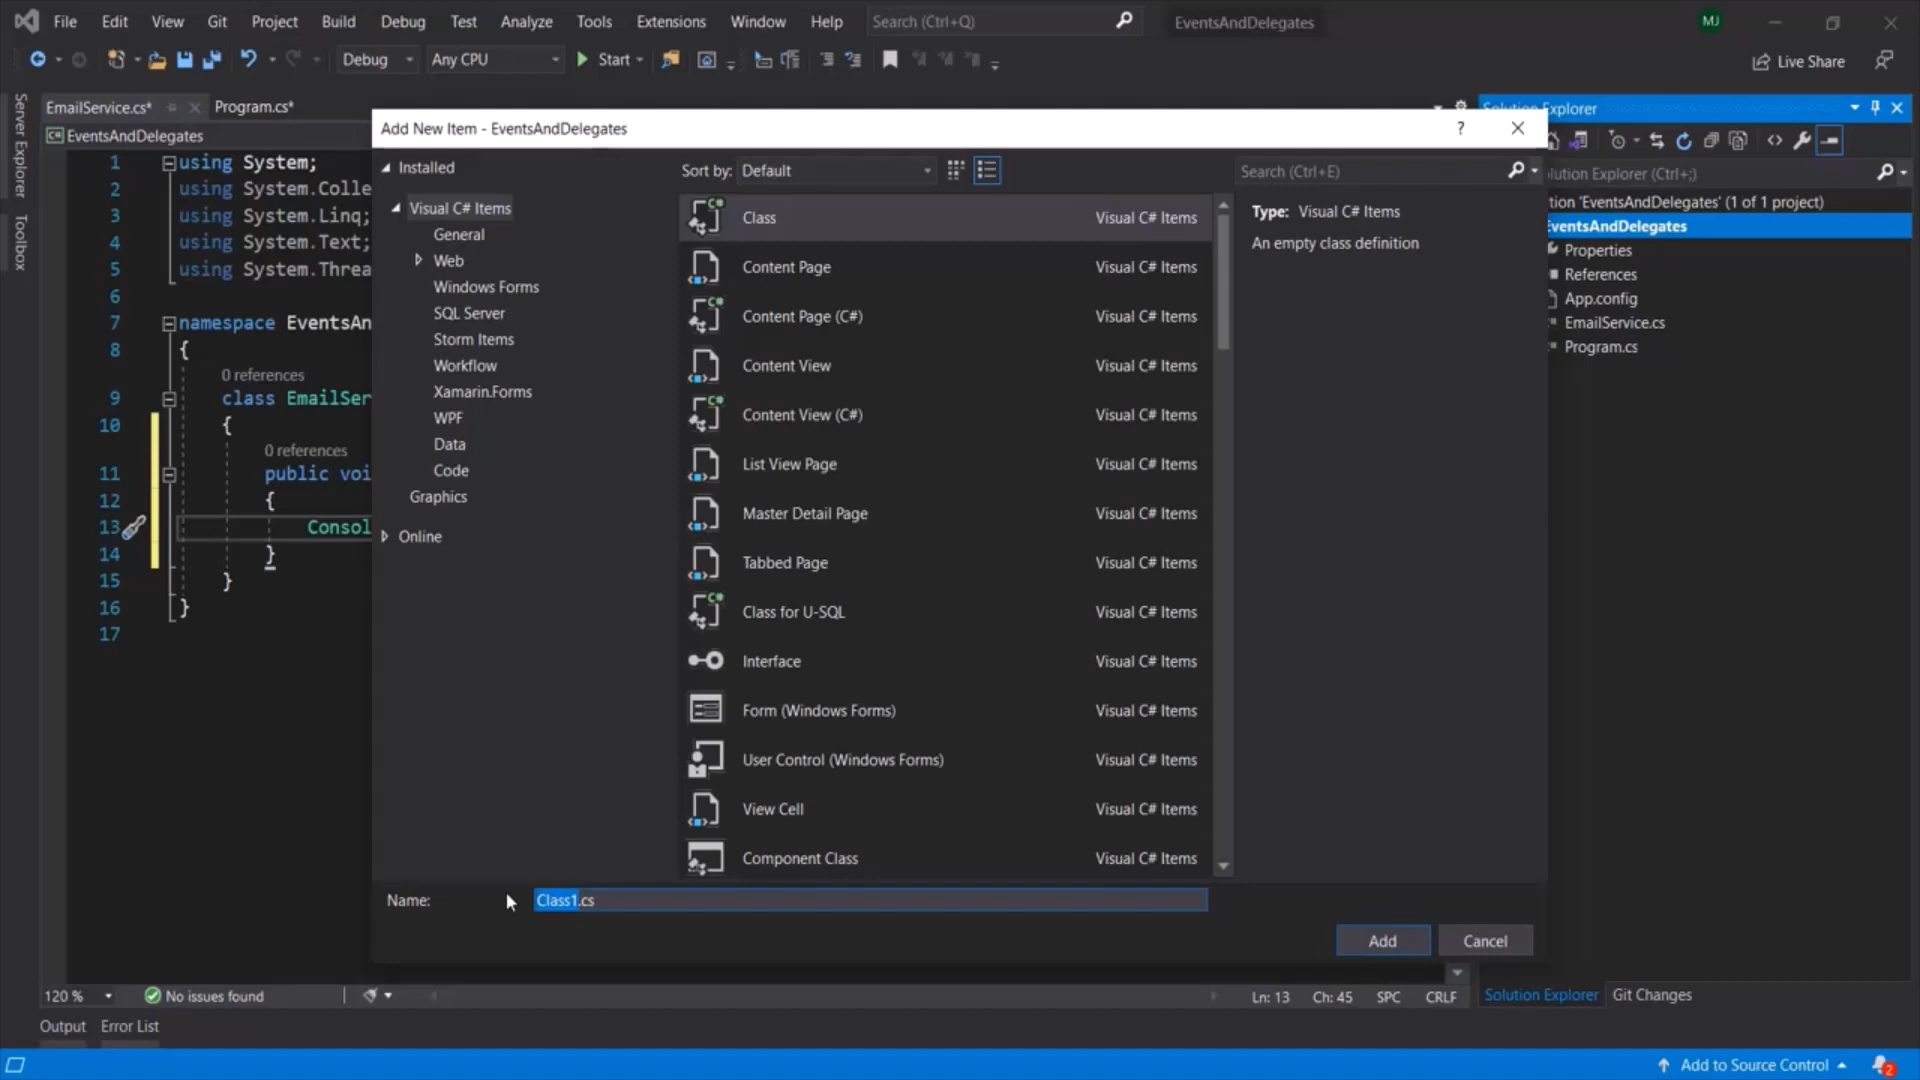 File Edit View Git Project Build Debug Test Analyze Tools Extensions Window Help Search (Ctrl+Q) EventsAndDelegates MJ
Debug Any CPU Start Live Share
Server Explorer
Toolbox
EmailService.cs* Program.cs*
C# EventsAndDelegates
1 using System;
2 using System.Colle
3 using System.Linq;
4 using System.Text;
5 using System.Threa
6
7 namespace EventsAn
8 {
0 references
9 class EmailSer
10 {
0 references
11 public voi
12 {
13 Consol
14 }
15 }
16 }
17
Add New Item - EventsAndDelegates ?
Installed
Visual C# Items
General
Web
Windows Forms
SQL Server
Storm Items
Workflow
Xamarin.Forms
WPF
Data
Code
Graphics
Online
Sort by: Default
Search (Ctrl+E)
Class Visual C# Items
Content Page Visual C# Items
Content Page (C#) Visual C# Items
Content View Visual C# Items
Content View (C#) Visual C# Items
List View Page Visual C# Items
Master Detail Page Visual C# Items
Tabbed Page Visual C# Items
Class for U-SQL Visual C# Items
Interface Visual C# Items
Form (Windows Forms) Visual C# Items
User Control (Windows Forms) Visual C# Items
View Cell Visual C# Items
Component Class Visual C# Items
Type: Visual C# Items
An empty class definition
Name: Class1.cs
Add Cancel
Solution Explorer
lution Explorer (Ctrl+;)
tion 'EventsAndDelegates' (1 of 1 project)
EventsAndDelegates
Properties
References
App.config
EmailService.cs
Program.cs
120 % No issues found Ln: 13 Ch: 45 SPC CRLF
Solution Explorer Git Changes
Output Error List
Add to Source Control 2